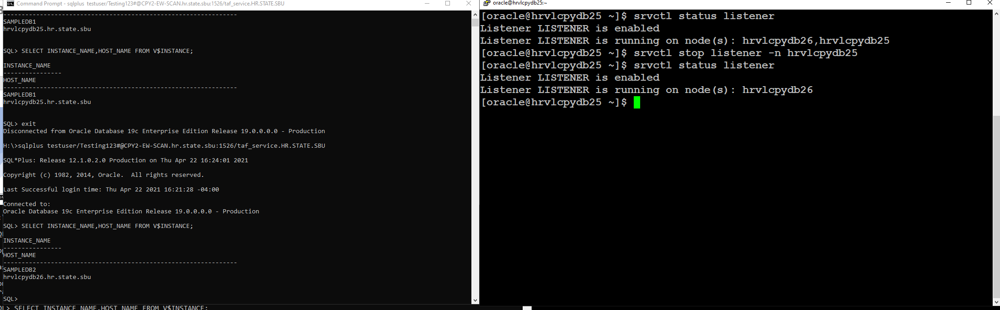 Command Prompt - sqlplus  testuser/Testing123#@CPY2-EW-SCAN.hr.state.sbu:1526/taf_service.HR.STATE.SBU
----------------------------------------------------------------
SAMPLEDB1
hrvlcpydb25.hr.state.sbu
SQL> SELECT INSTANCE_NAME,HOST_NAME FROM V$INSTANCE;
INSTANCE_NAME
----------------
HOST_NAME
----------------------------------------------------------------
SAMPLEDB1
hrvlcpydb25.hr.state.sbu
SQL> exit
Disconnected from Oracle Database 19c Enterprise Edition Release 19.0.0.0.0 - Production
H:\>sqlplus testuser/Testing123#@CPY2-EW-SCAN.hr.state.sbu:1526/taf_service.HR.STATE.SBU
SQL*Plus: Release 12.1.0.2.0 Production on Thu Apr 22 16:24:01 2021
Copyright (c) 1982, 2014, Oracle.  All rights reserved.
Last Successful login time: Thu Apr 22 2021 16:21:28 -04:00
Connected to:
Oracle Database 19c Enterprise Edition Release 19.0.0.0.0 - Production
SQL> SELECT INSTANCE_NAME,HOST_NAME FROM V$INSTANCE;
INSTANCE_NAME
----------------
HOST_NAME
----------------------------------------------------------------
SAMPLEDB2
hrvlcpydb26.hr.state.sbu
SQL>
> SELECT INSTANCE_NAME,HOST_NAME FROM V$INSTANCE;
oracle@hrvlcpydb25:~
[oracle@hrvlcpydb25 ~]$ srvctl status listener
Listener LISTENER is enabled
Listener LISTENER is running on node(s): hrvlcpydb26,hrvlcpydb25
[oracle@hrvlcpydb25 ~]$ srvctl stop listener -n hrvlcpydb25
[oracle@hrvlcpydb25 ~]$ srvctl status listener
Listener LISTENER is enabled
Listener LISTENER is running on node(s): hrvlcpydb26
[oracle@hrvlcpydb25 ~]$